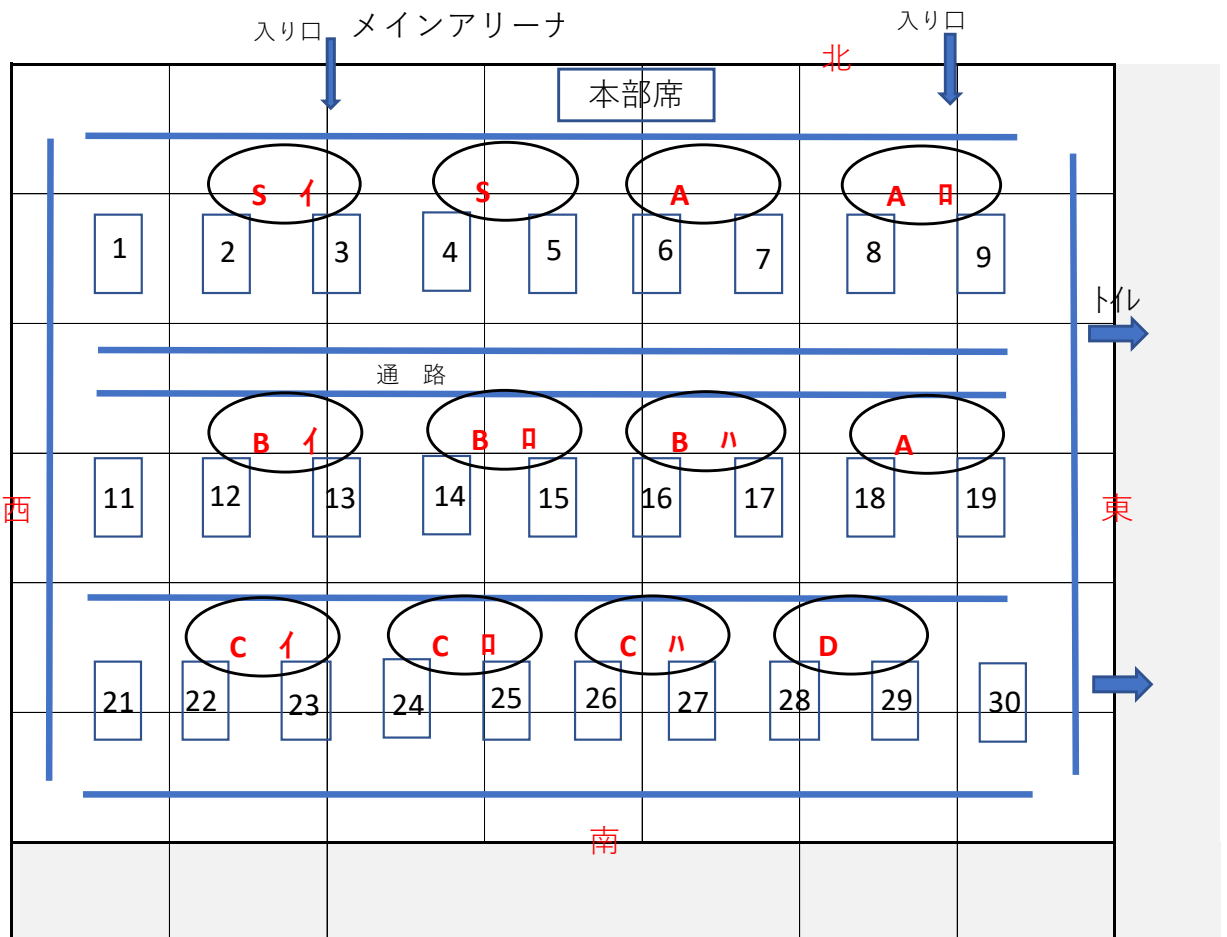 入り口 メインアリーナ 入り口
北
本部席
S ｲ S A A ﾛ
1 2 3 4 5 6 7 8 9
ﾄｲﾚ
通 路
B ｲ B ﾛ B ﾊ A
11 12 13 14 15 16 17 18 19
西 東
C ｲ C ﾛ C ﾊ D
21 22 23 24 25 26 27 28 29 30
南